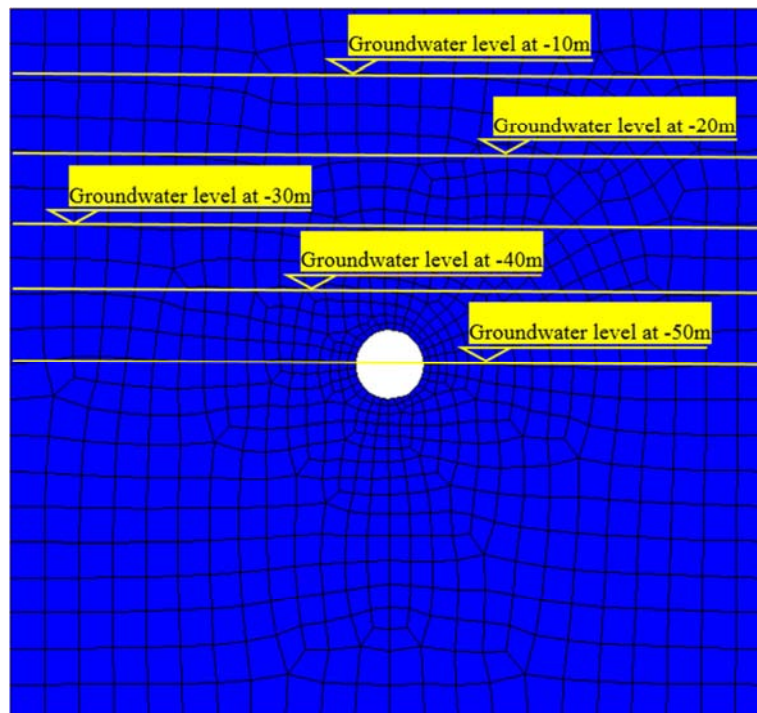 Groundwater level at -10m
Groundwater level at -20m
Groundwater level at -30m
Groundwater level at -40m
Groundwater level at -50m